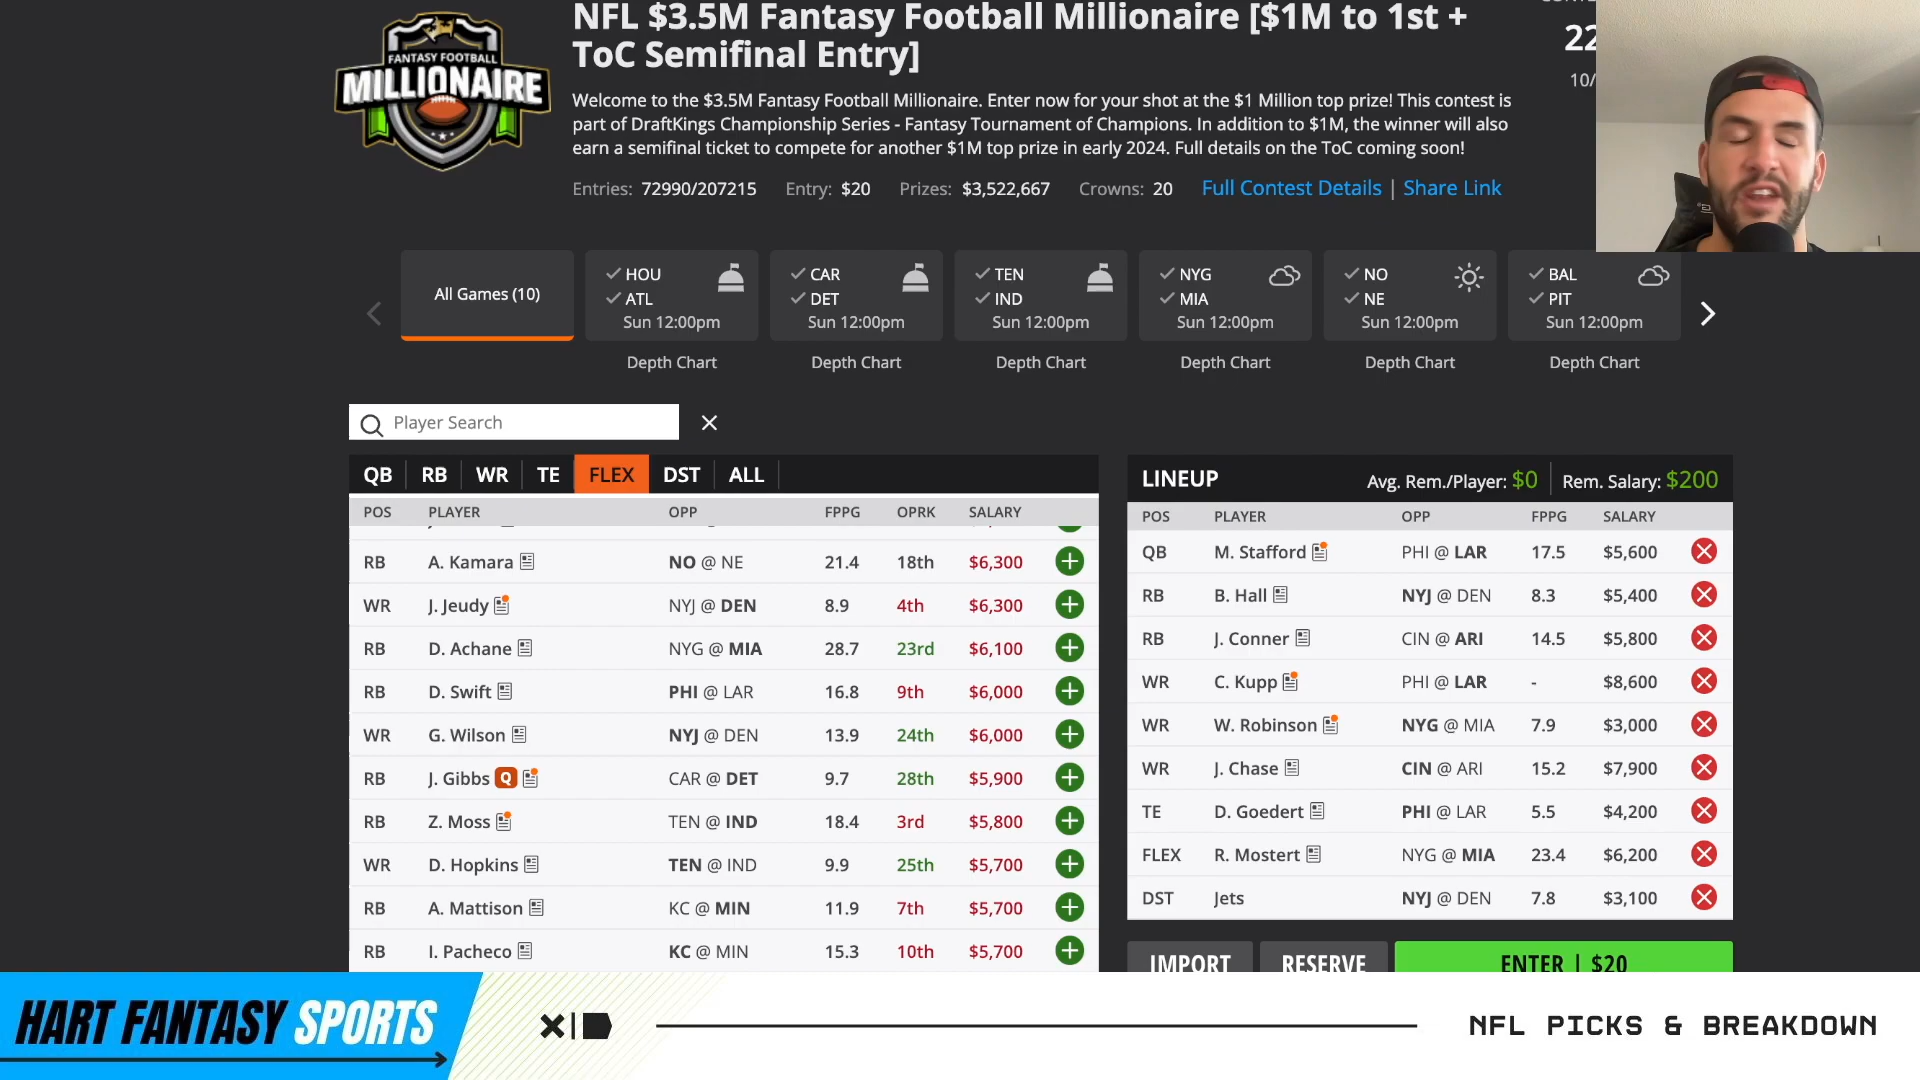 NFL $3.5M Fantasy Football Millionaire [$1M to 1st +
ToC Semifinal Entry]
22
FANTASY FOOTBALL
MILLIONAIRE
Welcome to the $3.5M Fantasy Football Millionaire. Enter now for your shot at the $1 Million top prize! This contest is
10/
part of DraftKings Championship Series - Fantasy Tournament of Champions. In addition to $1M, the winner will also
earn a semifinal ticket to compete for another $1M top prize in early 2024. Full details on the ToC coming soon!
Entries: 72990/207215 Entry: $20 Prizes: $3,522,667 Crowns: 20 Full Contest Details | Share Link
All Games (10)
HOU
ATL
Sun 12:00pm
Depth Chart
CAR
DET
Sun 12:00pm
Depth Chart
TEN
IND
Sun 12:00pm
Depth Chart
NYG
MIA
Sun 12:00pm
Depth Chart
NO
NE
Sun 12:00pm
Depth Chart
BAL
PIT
Sun 12:00pm
Depth Chart
Player Search
QB RB WR TE FLEX DST ALL
POS PLAYER OPP FPPG OPRK SALARY
RB A. Kamara NO @ NE 21.4 18th $6,300
WR J. Jeudy NYJ @ DEN 8.9 4th $6,300
RB D. Achane NYG @ MIA 28.7 23rd $6,100
RB D. Swift PHI @ LAR 16.8 9th $6,000
WR G. Wilson NYJ @ DEN 13.9 24th $6,000
RB J. Gibbs Q CAR @ DET 9.7 28th $5,900
RB Z. Moss TEN @ IND 18.4 3rd $5,800
WR D. Hopkins TEN @ IND 9.9 25th $5,700
RB A. Mattison KC @ MIN 11.9 7th $5,700
RB I. Pacheco KC @ MIN 15.3 10th $5,700
LINEUP Avg. Rem./Player: $0 Rem. Salary: $200
POS PLAYER OPP FPPG SALARY
QB M. Stafford PHI @ LAR 17.5 $5,600
RB B. Hall NYJ @ DEN 8.3 $5,400
RB J. Conner CIN @ ARI 14.5 $5,800
WR C. Kupp PHI @ LAR - $8,600
WR W. Robinson NYG @ MIA 7.9 $3,000
WR J. Chase CIN @ ARI 15.2 $7,900
TE D. Goedert PHI @ LAR 5.5 $4,200
FLEX R. Mostert NYG @ MIA 23.4 $6,200
DST Jets NYJ @ DEN 7.8 $3,100
IMPORT RESERVE ENTER | $20
HART FANTASY SPORTS
NFL PICKS & BREAKDOWN